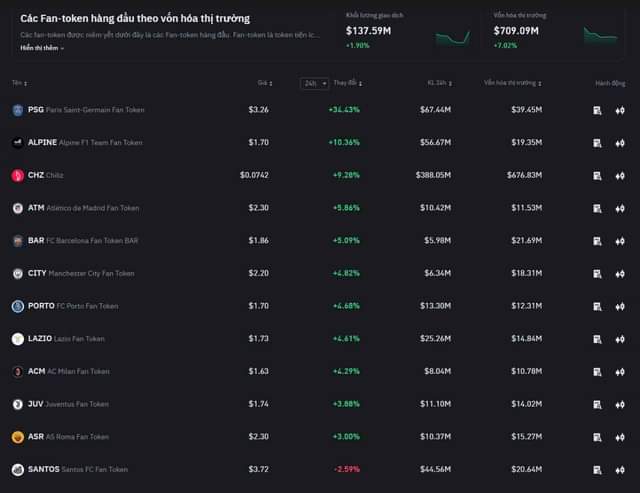 Các Fan-token hàng đầu theo vốn hóa thị trường
Các fan-token được niêm yết dưới đây là các Fan-token hàng đầu. Fan-token là token tiện íc...
Hiển thị thêm
Khối lượng giao dịch
$137.59M
+1.90%
Vốn hóa thị trường
$709.09M
+7.02%
Tên Giá 24h Thay đổi KL 24h Vốn hóa thị trường Hành động
PSG Paris Saint-Germain Fan Token $3.26 +34.43% $67.44M $39.45M
ALPINE Alpine F1 Team Fan Token $1.70 +10.36% $56.67M $19.35M
CHZ Chiliz $0.0742 +9.28% $388.05M $676.83M
ATM Atlético de Madrid Fan Token $2.30 +5.86% $10.42M $11.53M
BAR FC Barcelona Fan Token BAR $1.86 +5.09% $5.98M $21.69M
CITY Manchester City Fan Token $2.20 +4.82% $6.34M $18.31M
PORTO FC Porto Fan Token $1.70 +4.68% $13.30M $12.31M
LAZIO Lazio Fan Token $1.73 +4.61% $25.26M $14.84M
ACM AC Milan Fan Token $1.63 +4.29% $8.04M $10.78M
JUV Juventus Fan Token $1.74 +3.88% $11.10M $14.02M
ASR AS Roma Fan Token $2.30 +3.00% $10.37M $15.27M
SANTOS Santos FC Fan Token $3.72 -2.59% $44.56M $20.64M